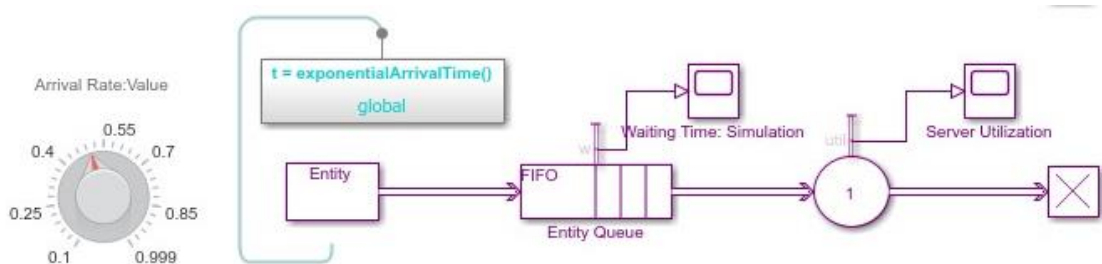 Arrival Rate:Value
0.1
0.25
0.4
0.55
0.7
0.85
0.999
t = exponentialArrivalTime()
global
Entity
FIFO
w
Entity Queue
Waiting Time: Simulation
util
1
Server Utilization